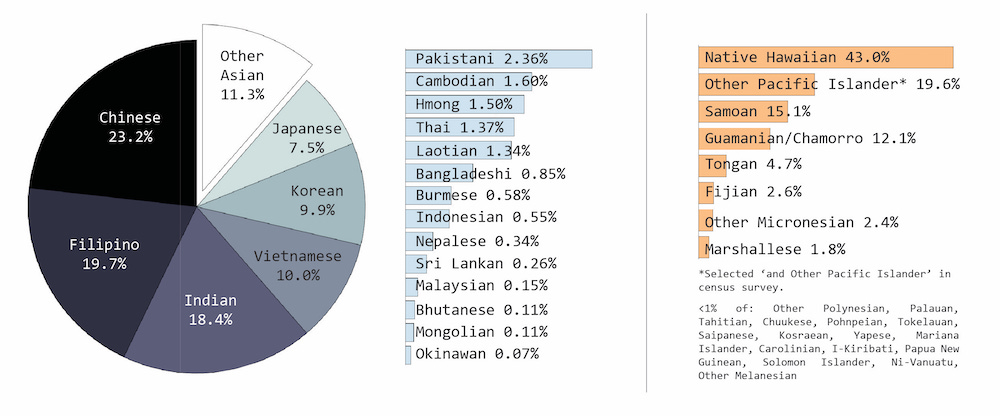 Other
Asian
11.3%
Chinese
23.2%
Japanese
7.5%
Korean
9.9%
Filipino
19.7%
Vietnamese
10.0%
Indian
18.4%
Pakistani 2.36%
Cambodian 1.60%
Hmong 1.50%
Thai 1.37%
Laotian 1.34%
Bangladeshi 0.85%
Burmese 0.58%
Indonesian 0.55%
Nepalese 0.34%
Sri Lankan 0.26%
Malaysian 0.15%
Bhutanese 0.11%
Mongolian 0.11%
Okinawan 0.07%
Native Hawaiian 43.0%
Other Pacific Islander* 19.6%
Samoan 15.1%
Guamanian/Chamorro 12.1%
Tongan 4.7%
Fijian 2.6%
Other Micronesian 2.4%
Marshallese 1.8%
*Selected ‘and Other Pacific Islander’ in
census survey.
<1% of: Other Polynesian, Palauan,
Tahitian, Chuukese, Pohnpeian, Tokelauan,
Saipanese, Kosraean, Yapese, Mariana
Islander, Carolinian, I-Kiribati, Papua New
Guinean, Solomon Islander, Ni-Vanuatu,
Other Melanesian